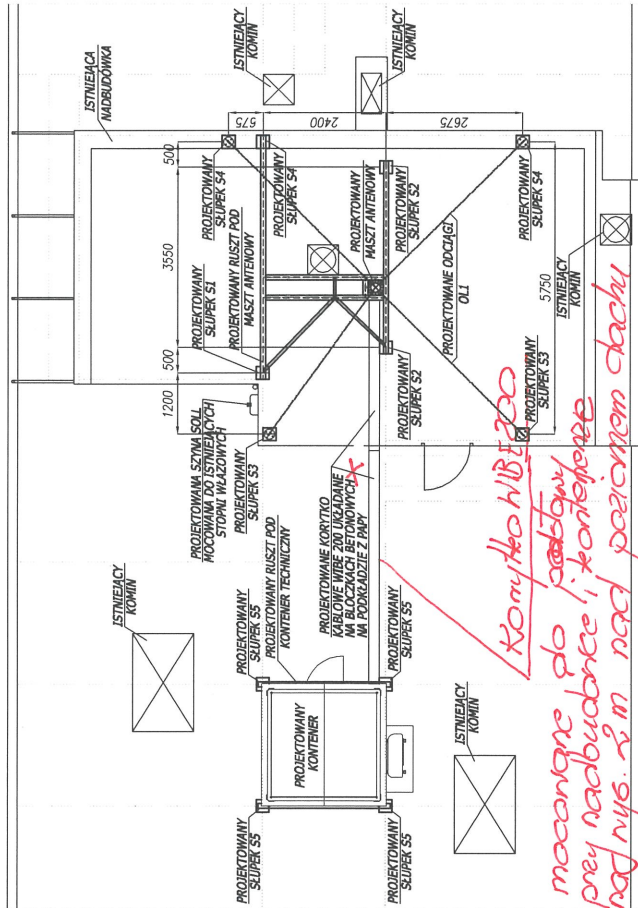 ISTNIEJĄCA
NADBUDÓWKA
ISTNIEJĄCY
KOMIN
ISTNIEJĄCY
KOMIN
575
2400
2675
500
3550
500
1200
PROJEKTOWANY
SŁUPEK S4
PROJEKTOWANY
SŁUPEK S4
PROJEKTOWANY
SŁUPEK S1
PROJEKTOWANY RUSZT POD
MASZT ANTENOWY
PROJEKTOWANY
MASZT ANTENOWY
PROJEKTOWANY
SŁUPEK S2
PROJEKTOWANY
SŁUPEK S4
PROJEKTOWANE ODCIĄGI
OL1
5750
ISTNIEJĄCY
KOMIN
PROJEKTOWANA SZYNA SOLL
MOCOWANA DO ISTNIEJĄCYCH
STOPNI WŁAZOWYCH
PROJEKTOWANY
SŁUPEK S3
PROJEKTOWANY
SŁUPEK S2
PROJEKTOWANY
SŁUPEK S3
PROJEKTOWANE KORYTKO
KABLOWE WIBE 200 UKŁADANE
NA BLOCZKACH BETONOWYCH
NA PODKŁADZIE Z PAPY
ISTNIEJĄCY
KOMIN
PROJEKTOWANY
SŁUPEK S5
PROJEKTOWANY RUSZT POD
KONTENER TECHNICZNY
PROJEKTOWANY
SŁUPEK S5
PROJEKTOWANY
KONTENER
ISTNIEJĄCY
KOMIN
PROJEKTOWANY
SŁUPEK S5
PROJEKTOWANY
SŁUPEK S5
Korytko WIBE 200
mocowane do
przy nadbudówce i kontenerze
nad wys. 2 m nad poziomem dachu